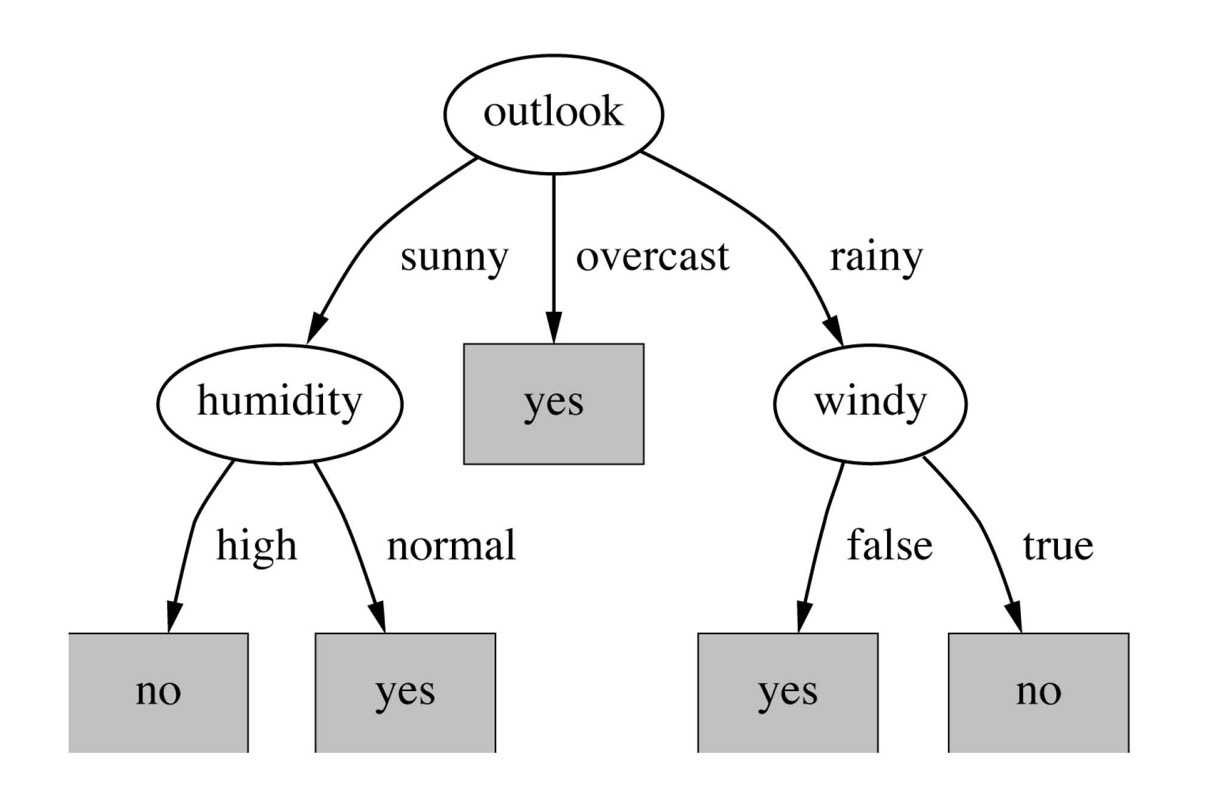 outlook
sunny overcast rainy
humidity yes windy
high normal false true
no yes yes no